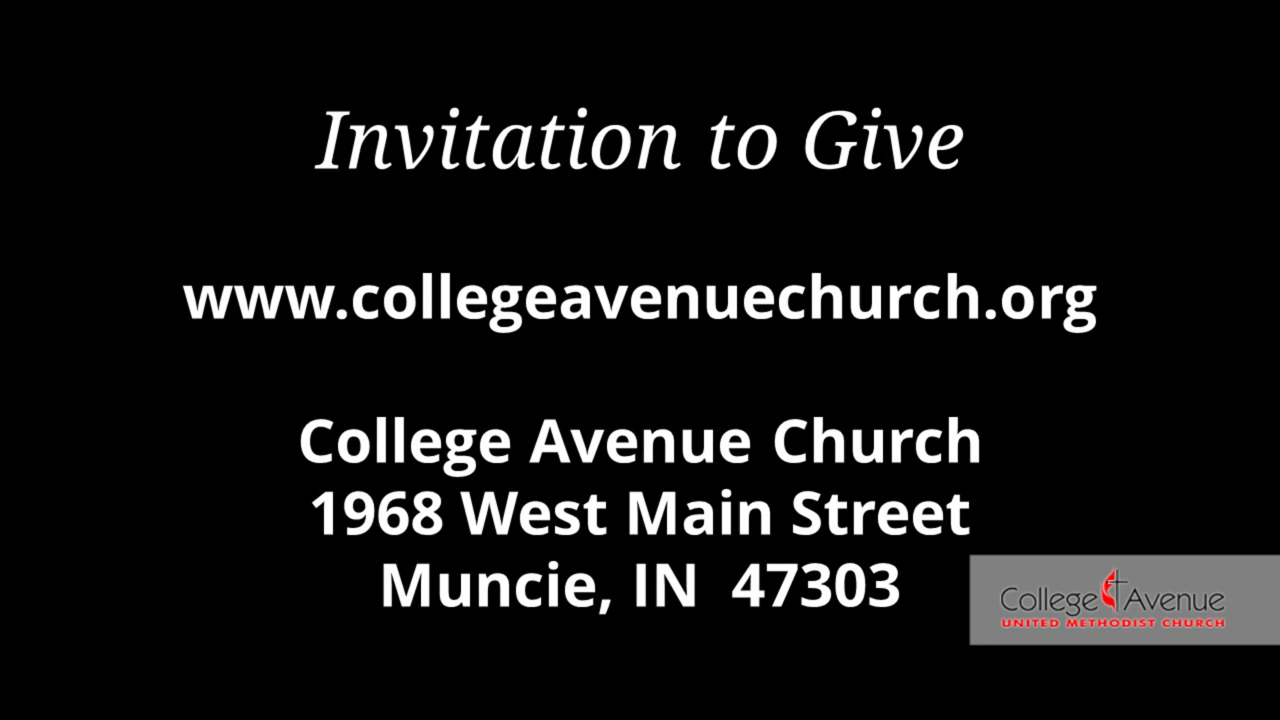 Invitation to Give
www.collegeavenuechurch.org
College Avenue Church
1968 West Main Street
Muncie, IN 47303
College Avenue
UNITED METHODIST CHURCH